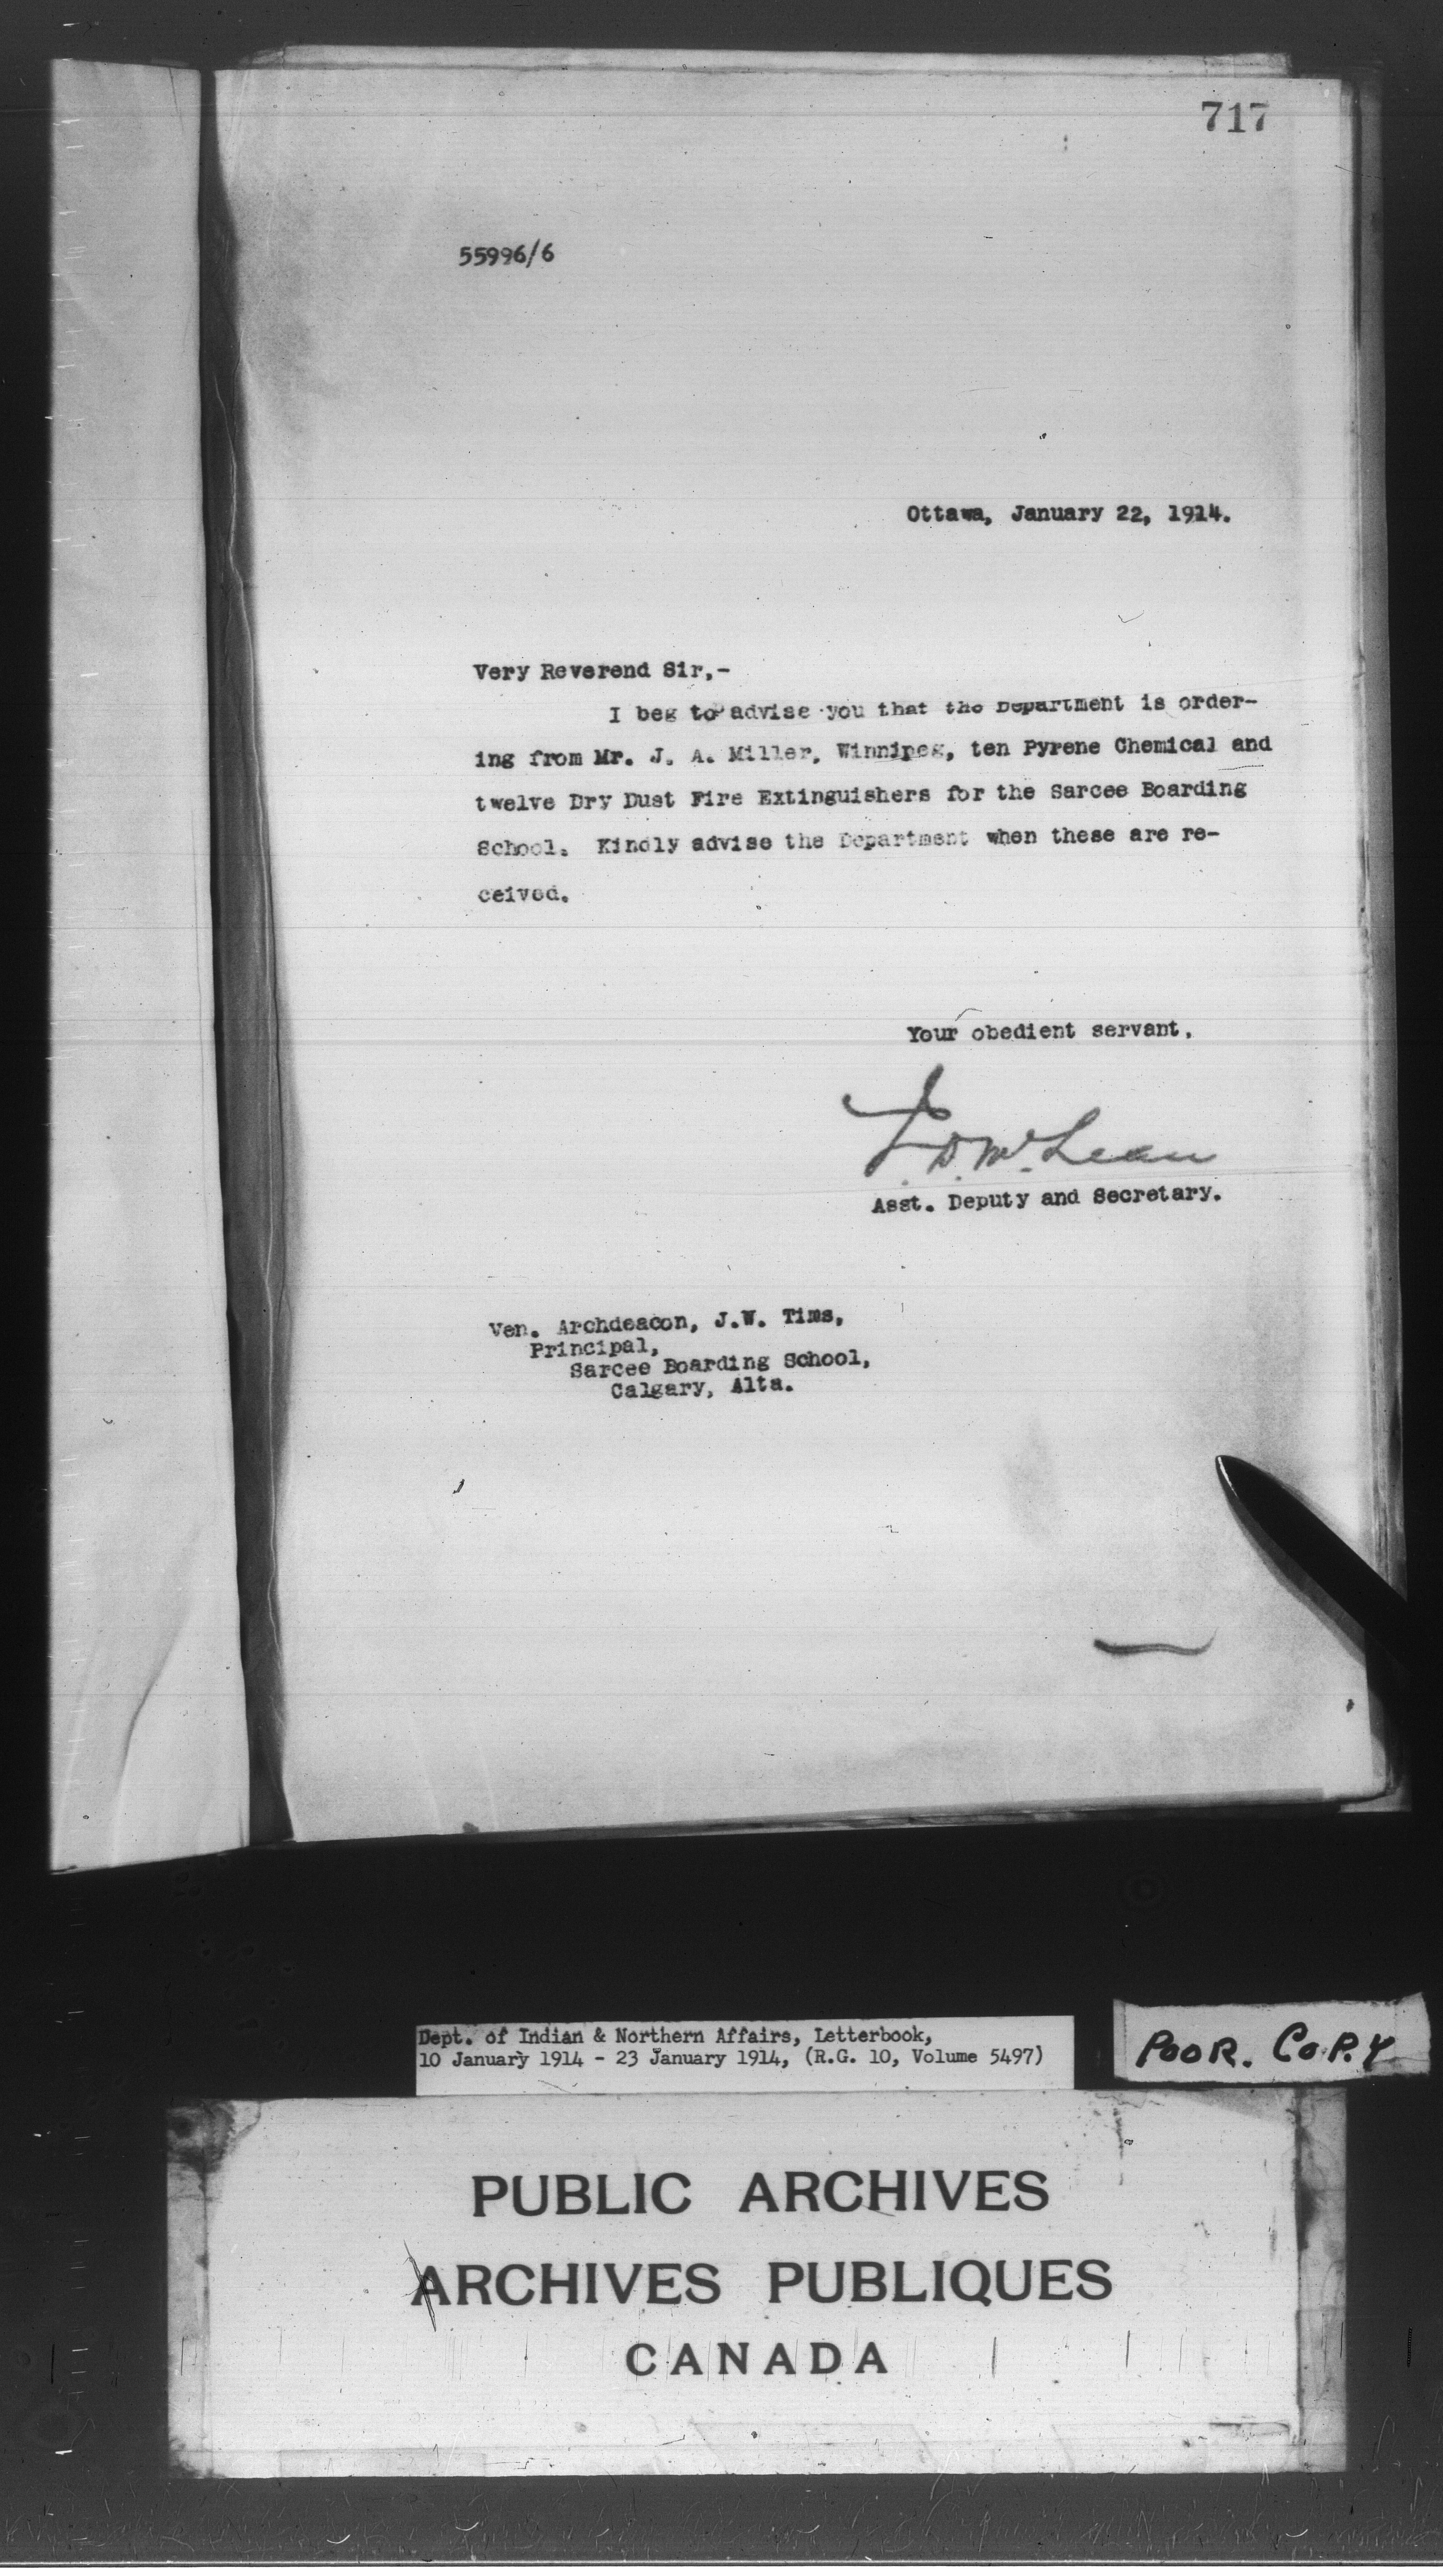 717
55996/6
Ottawa, January 22, 1914.
Very Reverend Sir,-
I beg to advise you that the Department is order-
ing from Mr. J. A. Miller, Winnipeg, ten Pyrene Chemical and
twelve Dry Dust Fire Extinguishers for the Sarcee Boarding
School. Kindly advise the Department when these are re-
ceived.
Your obedient servant,
J. D. McLean
Asst. Deputy and Secretary.
Ven. Archdeacon, J.W. Tims,
Principal,
Sarcee Boarding School,
Calgary, Alta.
Dept. of Indian & Northern Affairs, Letterbook,
10 January 1914 - 23 January 1914, (R.G. 10, Volume 5497)
POOR. COPY
PUBLIC ARCHIVES
ARCHIVES PUBLIQUES
CANADA